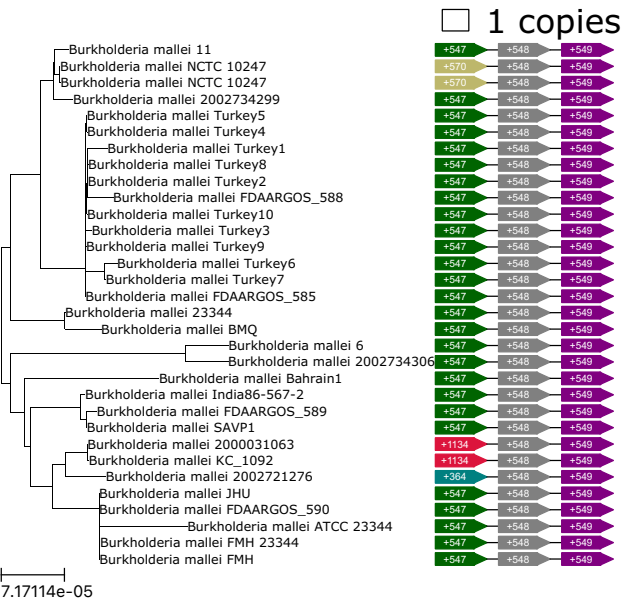 1 copies
Burkholderia mallei 11 +547 +548 +549
Burkholderia mallei NCTC 10247 +570 +548 +549
Burkholderia mallei NCTC 10247 +570 +548 +549
Burkholderia mallei 2002734299 +547 +548 +549
Burkholderia mallei Turkey5 +547 +548 +549
Burkholderia mallei Turkey4 +547 +548 +549
Burkholderia mallei Turkey1 +547 +548 +549
Burkholderia mallei Turkey8 +547 +548 +549
Burkholderia mallei Turkey2 +547 +548 +549
Burkholderia mallei FDAARGOS_588 +547 +548 +549
Burkholderia mallei Turkey10 +547 +548 +549
Burkholderia mallei Turkey3 +547 +548 +549
Burkholderia mallei Turkey9 +547 +548 +549
Burkholderia mallei Turkey6 +547 +548 +549
Burkholderia mallei Turkey7 +547 +548 +549
Burkholderia mallei FDAARGOS_585 +547 +548 +549
Burkholderia mallei 23344 +547 +548 +549
Burkholderia mallei BMQ +547 +548 +549
Burkholderia mallei 6 +547 +548 +549
Burkholderia mallei 2002734306 +547 +548 +549
Burkholderia mallei Bahrain1 +547 +548 +549
Burkholderia mallei India86-567-2 +547 +548 +549
Burkholderia mallei FDAARGOS_589 +547 +548 +549
Burkholderia mallei SAVP1 +547 +548 +549
Burkholderia mallei 2000031063 +1134 +548 +549
Burkholderia mallei KC_1092 +1134 +548 +549
Burkholderia mallei 2002721276 +364 +548 +549
Burkholderia mallei JHU +547 +548 +549
Burkholderia mallei FDAARGOS_590 +547 +548 +549
Burkholderia mallei ATCC 23344 +547 +548 +549
Burkholderia mallei FMH 23344 +547 +548 +549
Burkholderia mallei FMH +547 +548 +549
7.17114e-05